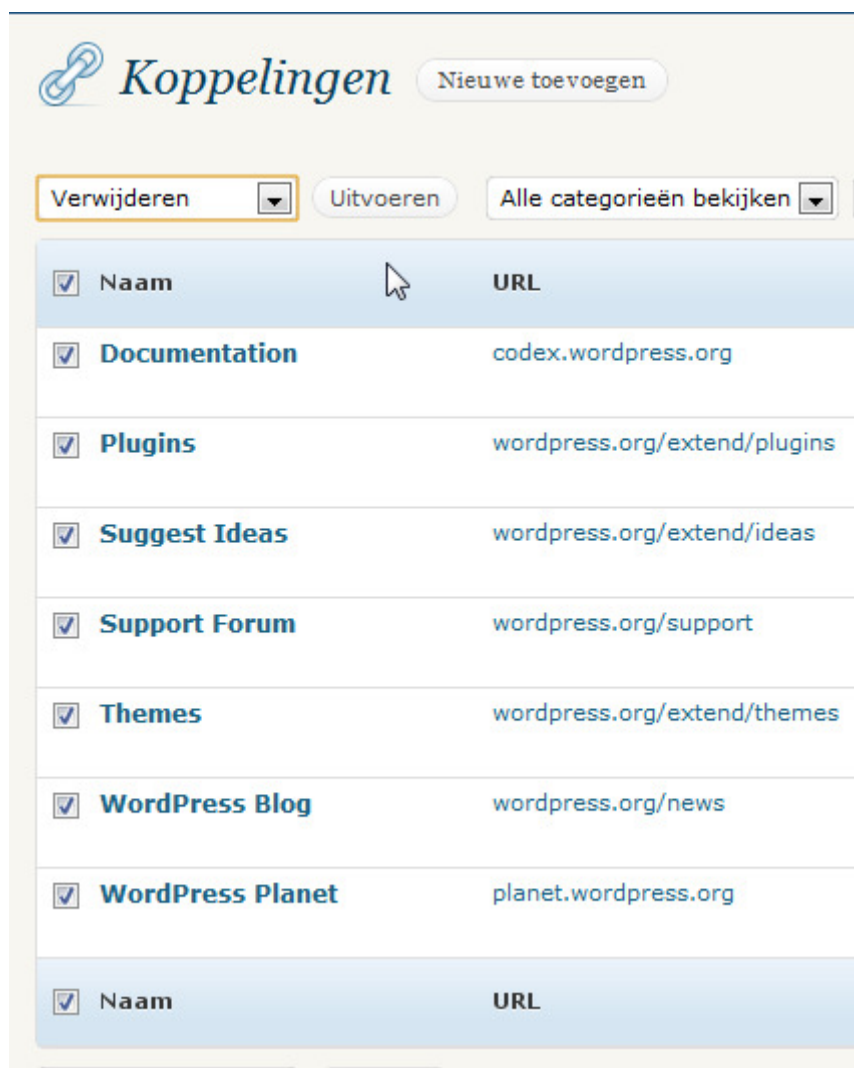 Koppelingen Nieuwe toevoegen
Verwijderen Uitvoeren Alle categorieën bekijken
Naam URL
Documentation codex.wordpress.org
Plugins wordpress.org/extend/plugins
Suggest Ideas wordpress.org/extend/ideas
Support Forum wordpress.org/support
Themes wordpress.org/extend/themes
WordPress Blog wordpress.org/news
WordPress Planet planet.wordpress.org
Naam URL